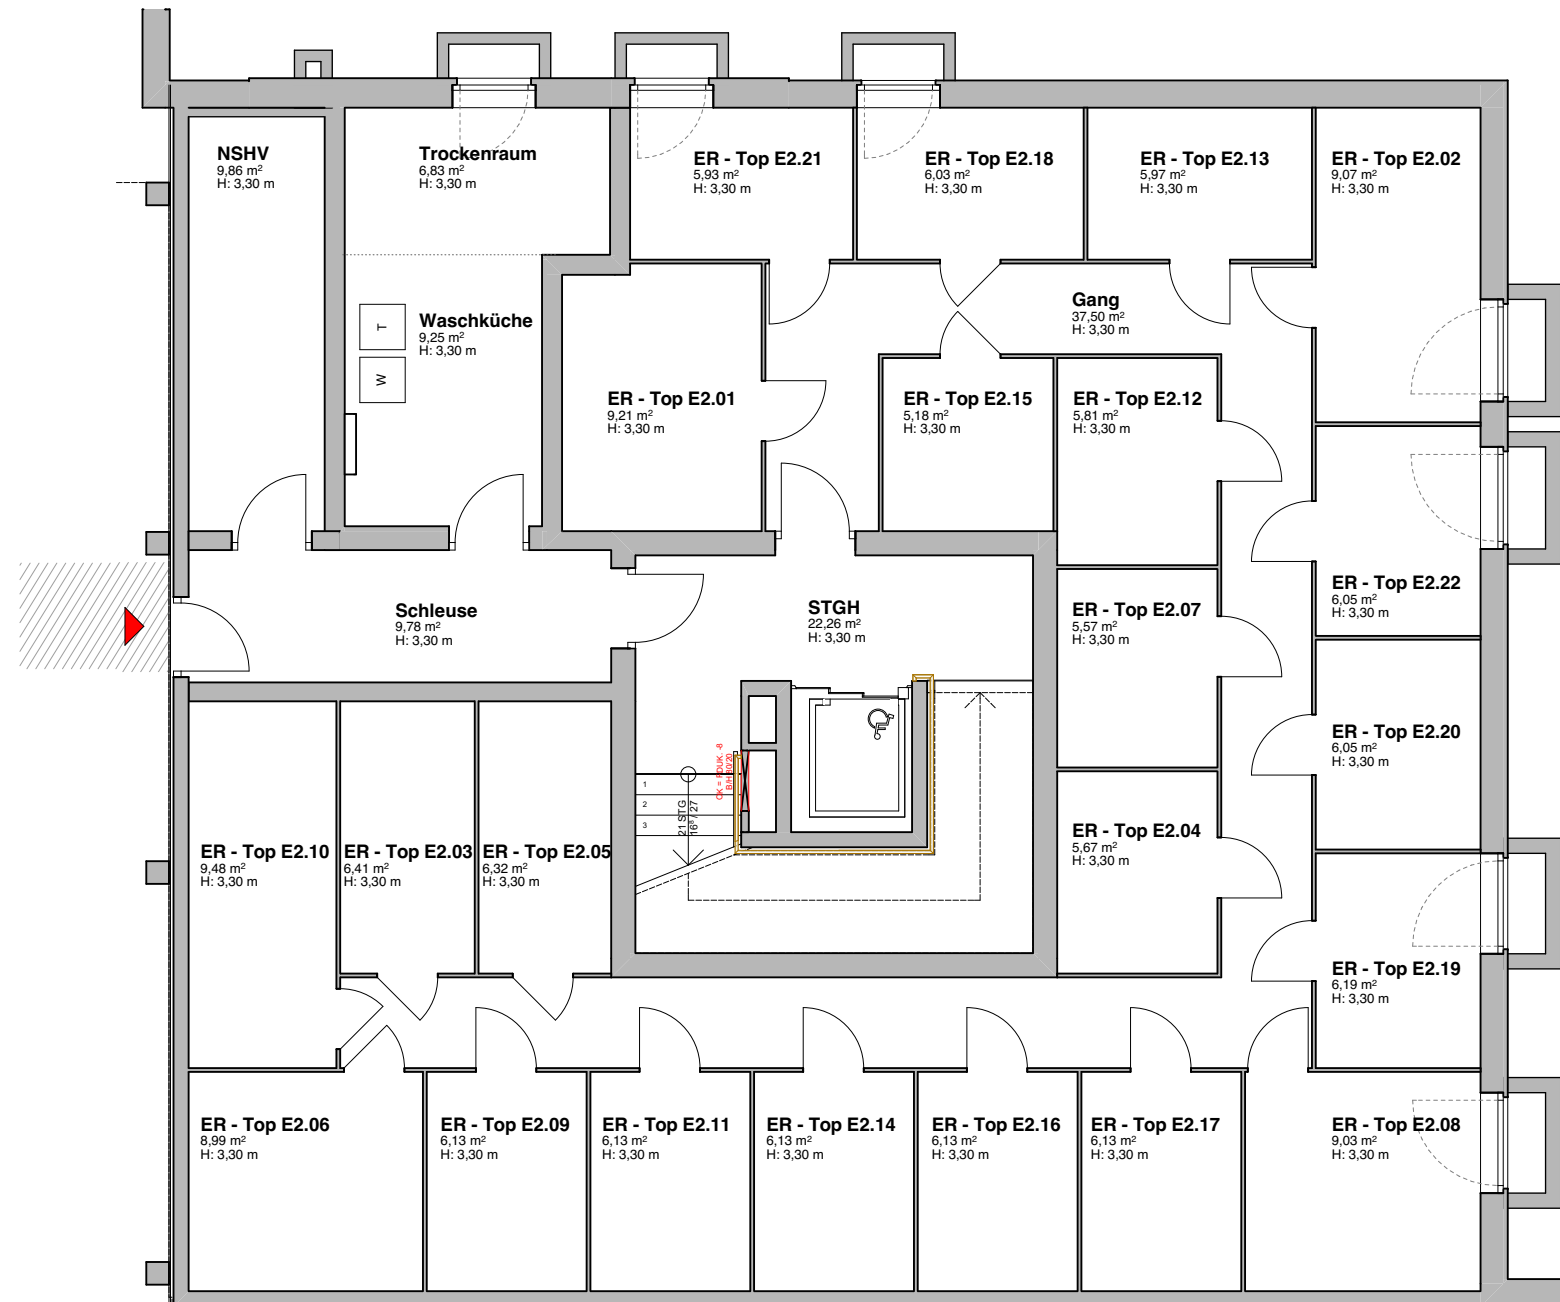 NSHV
9,86 m²
H: 3,30 m
Trockenraum
6,83 m²
H: 3,30 m
ER - Top E2.21
5,93 m²
H: 3,30 m
ER - Top E2.18
6,03 m²
H: 3,30 m
ER - Top E2.13
5,97 m²
H: 3,30 m
ER - Top E2.02
9,07 m²
H: 3,30 m
T
W
Waschküche
9,25 m²
H: 3,30 m
Gang
37,50 m²
H: 3,30 m
ER - Top E2.01
9,21 m²
H: 3,30 m
ER - Top E2.15
5,18 m²
H: 3,30 m
ER - Top E2.12
5,81 m²
H: 3,30 m
ER - Top E2.22
6,05 m²
H: 3,30 m
Schleuse
9,78 m²
H: 3,30 m
STGH
22,26 m²
H: 3,30 m
ER - Top E2.07
5,57 m²
H: 3,30 m
ER - Top E2.20
6,05 m²
H: 3,30 m
1
2
3
21 STG
16⁸ / 27
ER - Top E2.10
9,48 m²
H: 3,30 m
ER - Top E2.03
6,41 m²
H: 3,30 m
ER - Top E2.05
6,32 m²
H: 3,30 m
ER - Top E2.04
5,67 m²
H: 3,30 m
ER - Top E2.19
6,19 m²
H: 3,30 m
ER - Top E2.06
8,99 m²
H: 3,30 m
ER - Top E2.09
6,13 m²
H: 3,30 m
ER - Top E2.11
6,13 m²
H: 3,30 m
ER - Top E2.14
6,13 m²
H: 3,30 m
ER - Top E2.16
6,13 m²
H: 3,30 m
ER - Top E2.17
6,13 m²
H: 3,30 m
ER - Top E2.08
9,03 m²
H: 3,30 m